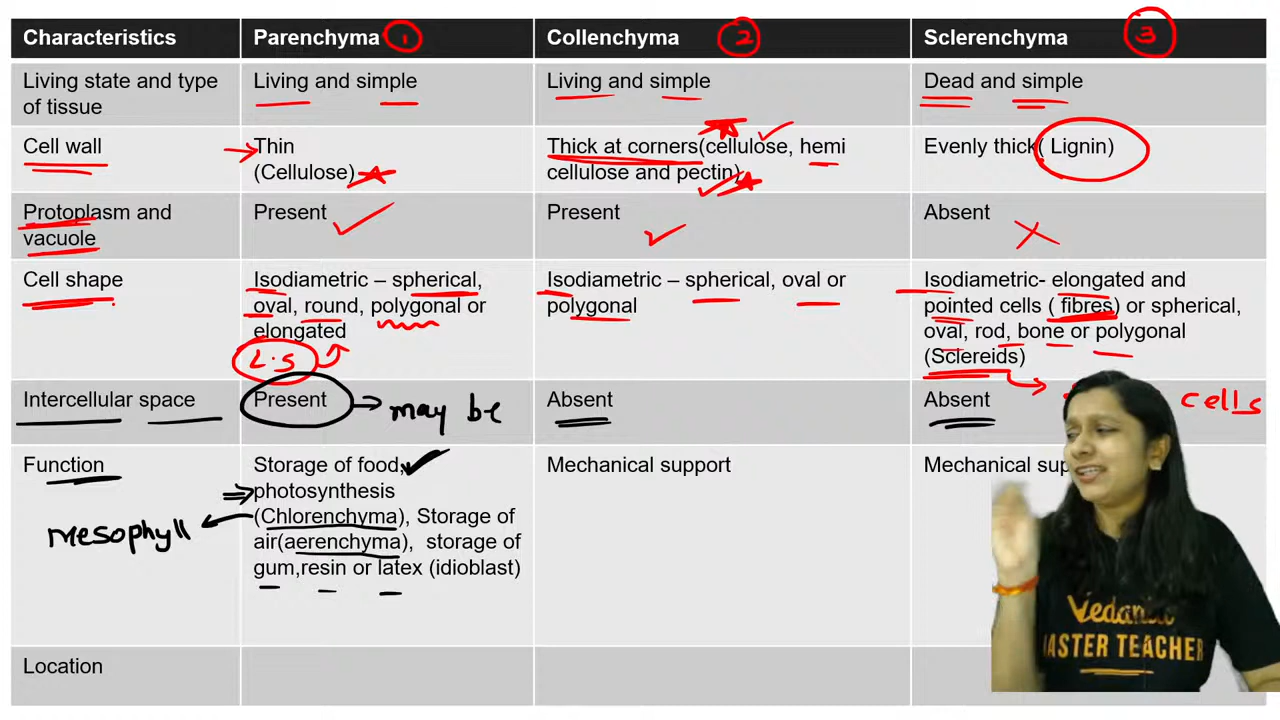 Characteristics
Parenchyma 1
Collenchyma 2
Sclerenchyma 3
Living state and type
of tissue
Living and simple
Living and simple
Dead and simple
Cell wall
Thin
(Cellulose)
Thick at corners(cellulose, hemi
cellulose and pectin)
Evenly thick( Lignin)
Protoplasm and
vacuole
Present
Present
Absent
Cell shape
Isodiametric – spherical,
oval, round, polygonal or
elongated
L.S
Isodiametric – spherical, oval or
polygonal
Isodiametric- elongated and
pointed cells ( fibres) or spherical,
oval, rod, bone or polygonal
(Sclereids)
cells
Intercellular space
Present
may be
Absent
Absent
Function
mesophyll
Storage of food,
photosynthesis
(Chlorenchyma), Storage of
air(aerenchyma), storage of
gum,resin or latex (idioblast)
Mechanical support
Mechanical
MASTER TEACHER
Location